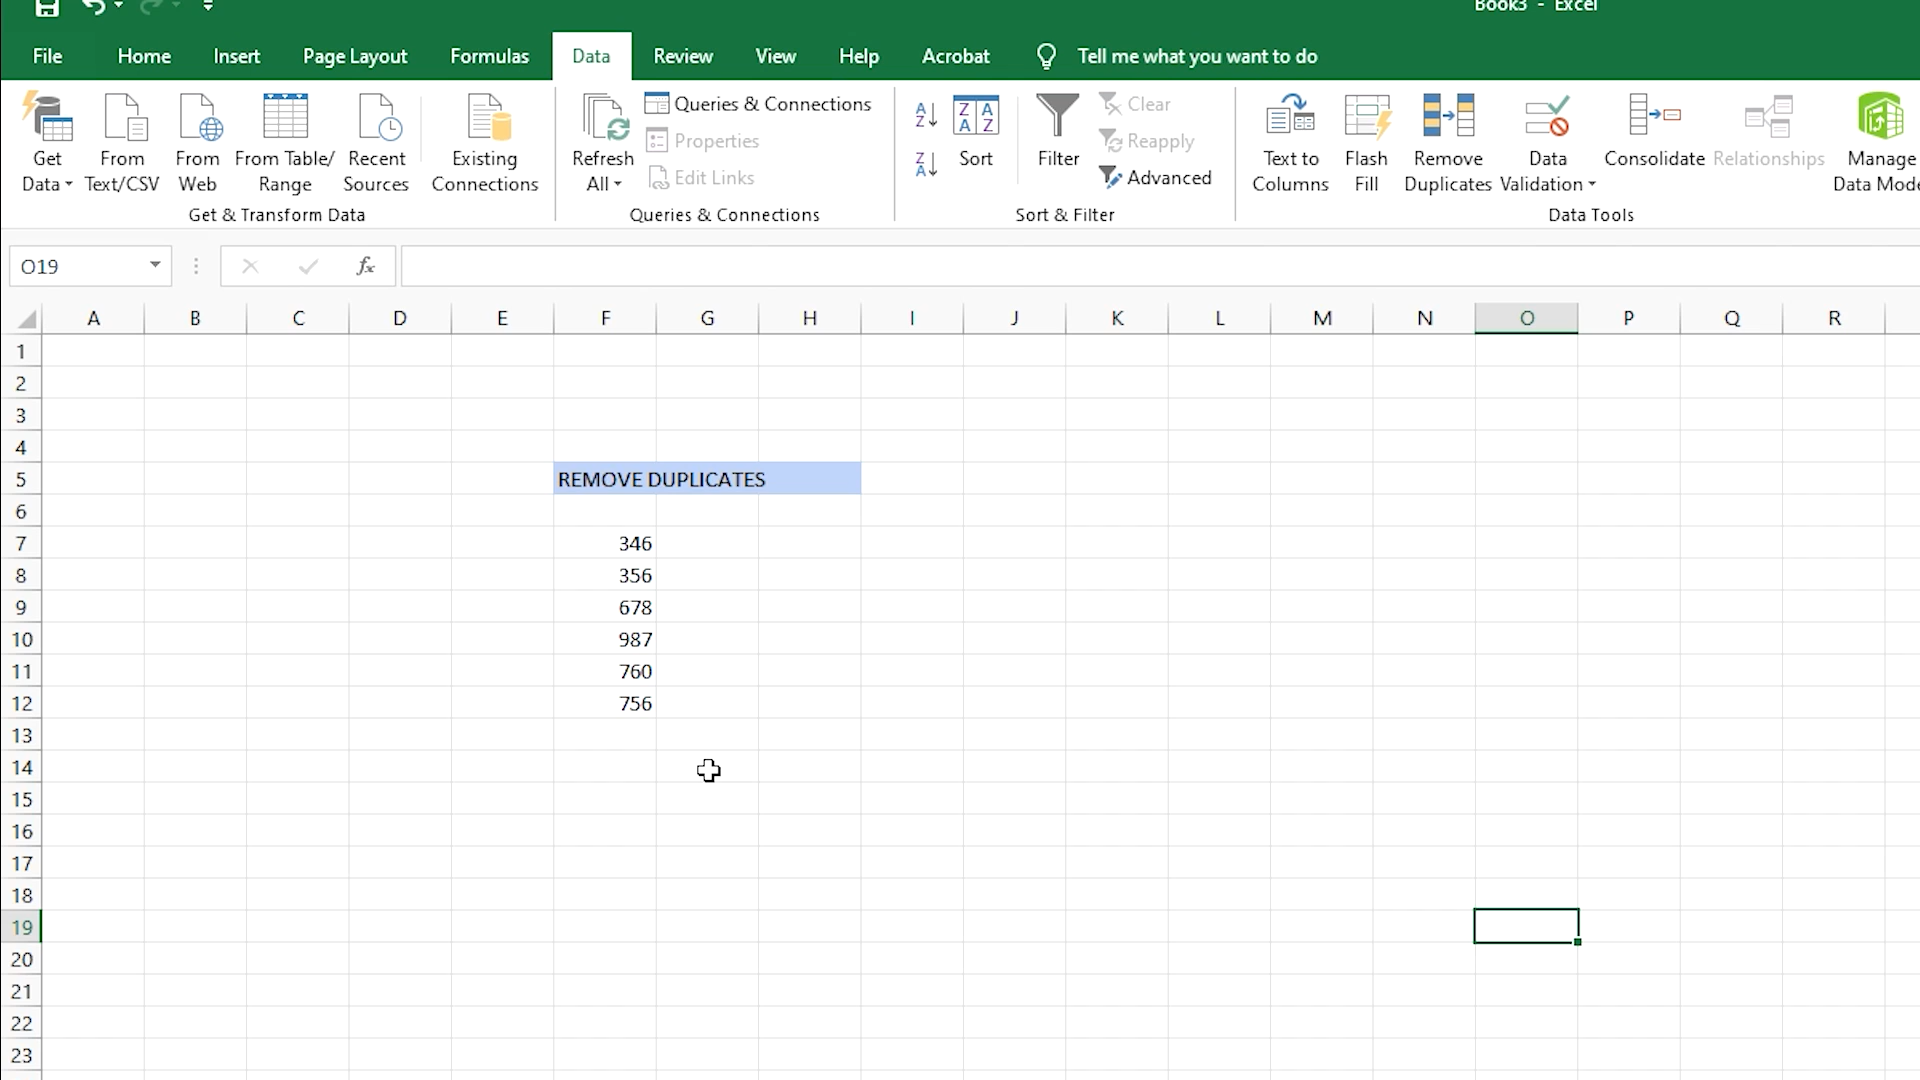 Book3 - Excel
File Home Insert Page Layout Formulas Data Review View Help Acrobat Tell me what you want to do
Get Data
From Text/CSV
From Web
From Table/ Range
Recent Sources
Existing Connections
Get & Transform Data
Refresh All
Queries & Connections
Properties
Edit Links
Queries & Connections
Sort
Filter
Clear
Reapply
Advanced
Sort & Filter
Text to Columns
Flash Fill
Remove Duplicates
Data Validation
Consolidate
Relationships
Manage Data Mode
Data Tools
O19
fx
A B C D E F G H I J K L M N O P Q R
1
2
3
4
5 REMOVE DUPLICATES
6
7 346
8 356
9 678
10 987
11 760
12 756
13
14
15
16
17
18
19
20
21
22
23